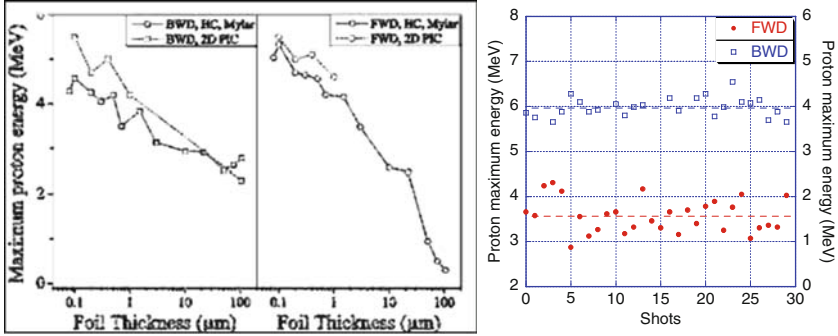 BWD, HC, Mylar
BWD, 2D PIC
FWD, HC, Mylar
FWD, 2D PIC
Maximum proton energy (MeV)
6
4
2
0
0.1
1
10
100
0.1
1
10
100
Foil Thickness (μm)
Foil Thickness (μm)
FWD
BWD
Proton maximum energy (MeV)
8
7
6
5
4
3
2
6
5
4
3
2
1
0
Proton maximum energy (MeV)
0
5
10
15
20
25
30
Shots